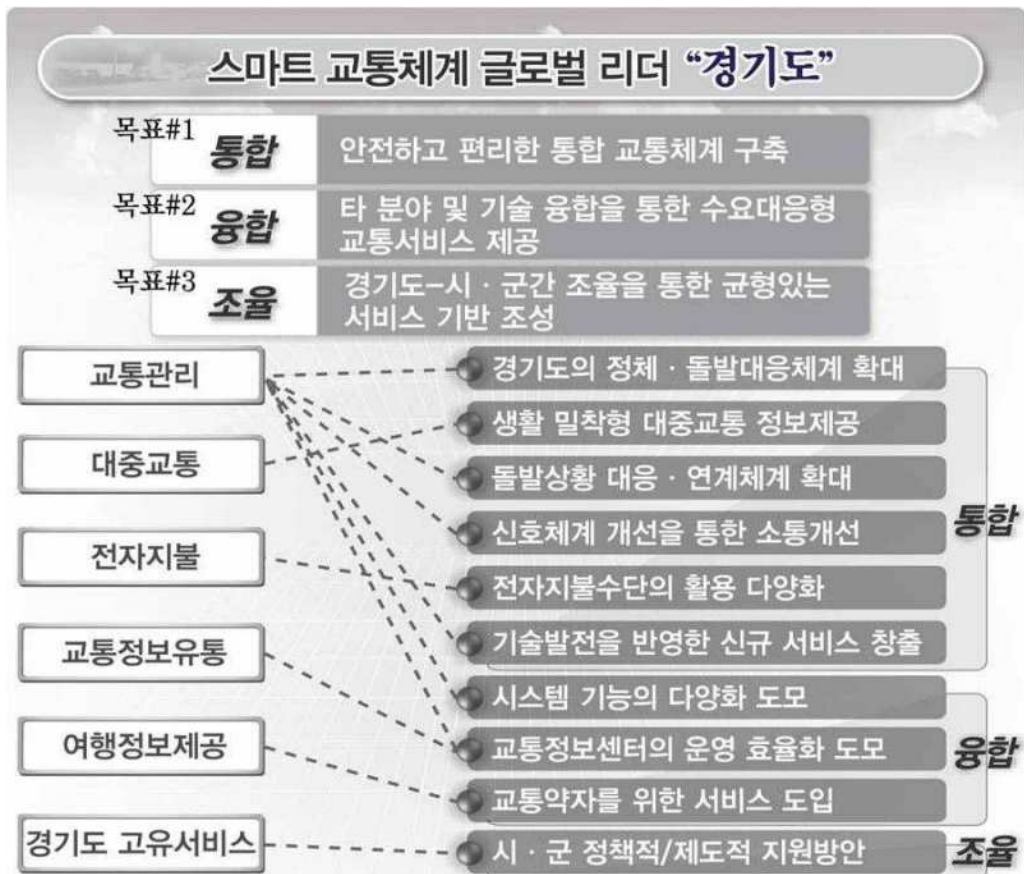 스마트 교통체계 글로벌 리더 “경기도”
목표#1 통합 안전하고 편리한 통합 교통체계 구축
목표#2 융합 타 분야 및 기술 융합을 통한 수요대응형
교통서비스 제공
목표#3 조율 경기도-시·군간 조율을 통한 균형있는
서비스 기반 조성
교통관리
대중교통
전자지불
교통정보유통
여행정보제공
경기도 고유서비스
경기도의 정체·돌발대응체계 확대
생활 밀착형 대중교통 정보제공
돌발상황 대응·연계체계 확대
신호체계 개선을 통한 소통개선
전자지불수단의 활용 다양화
기술발전을 반영한 신규 서비스 창출
시스템 기능의 다양화 도모
교통정보센터의 운영 효율화 도모
교통약자를 위한 서비스 도입
시·군 정책적/제도적 지원방안
통합
융합
조율